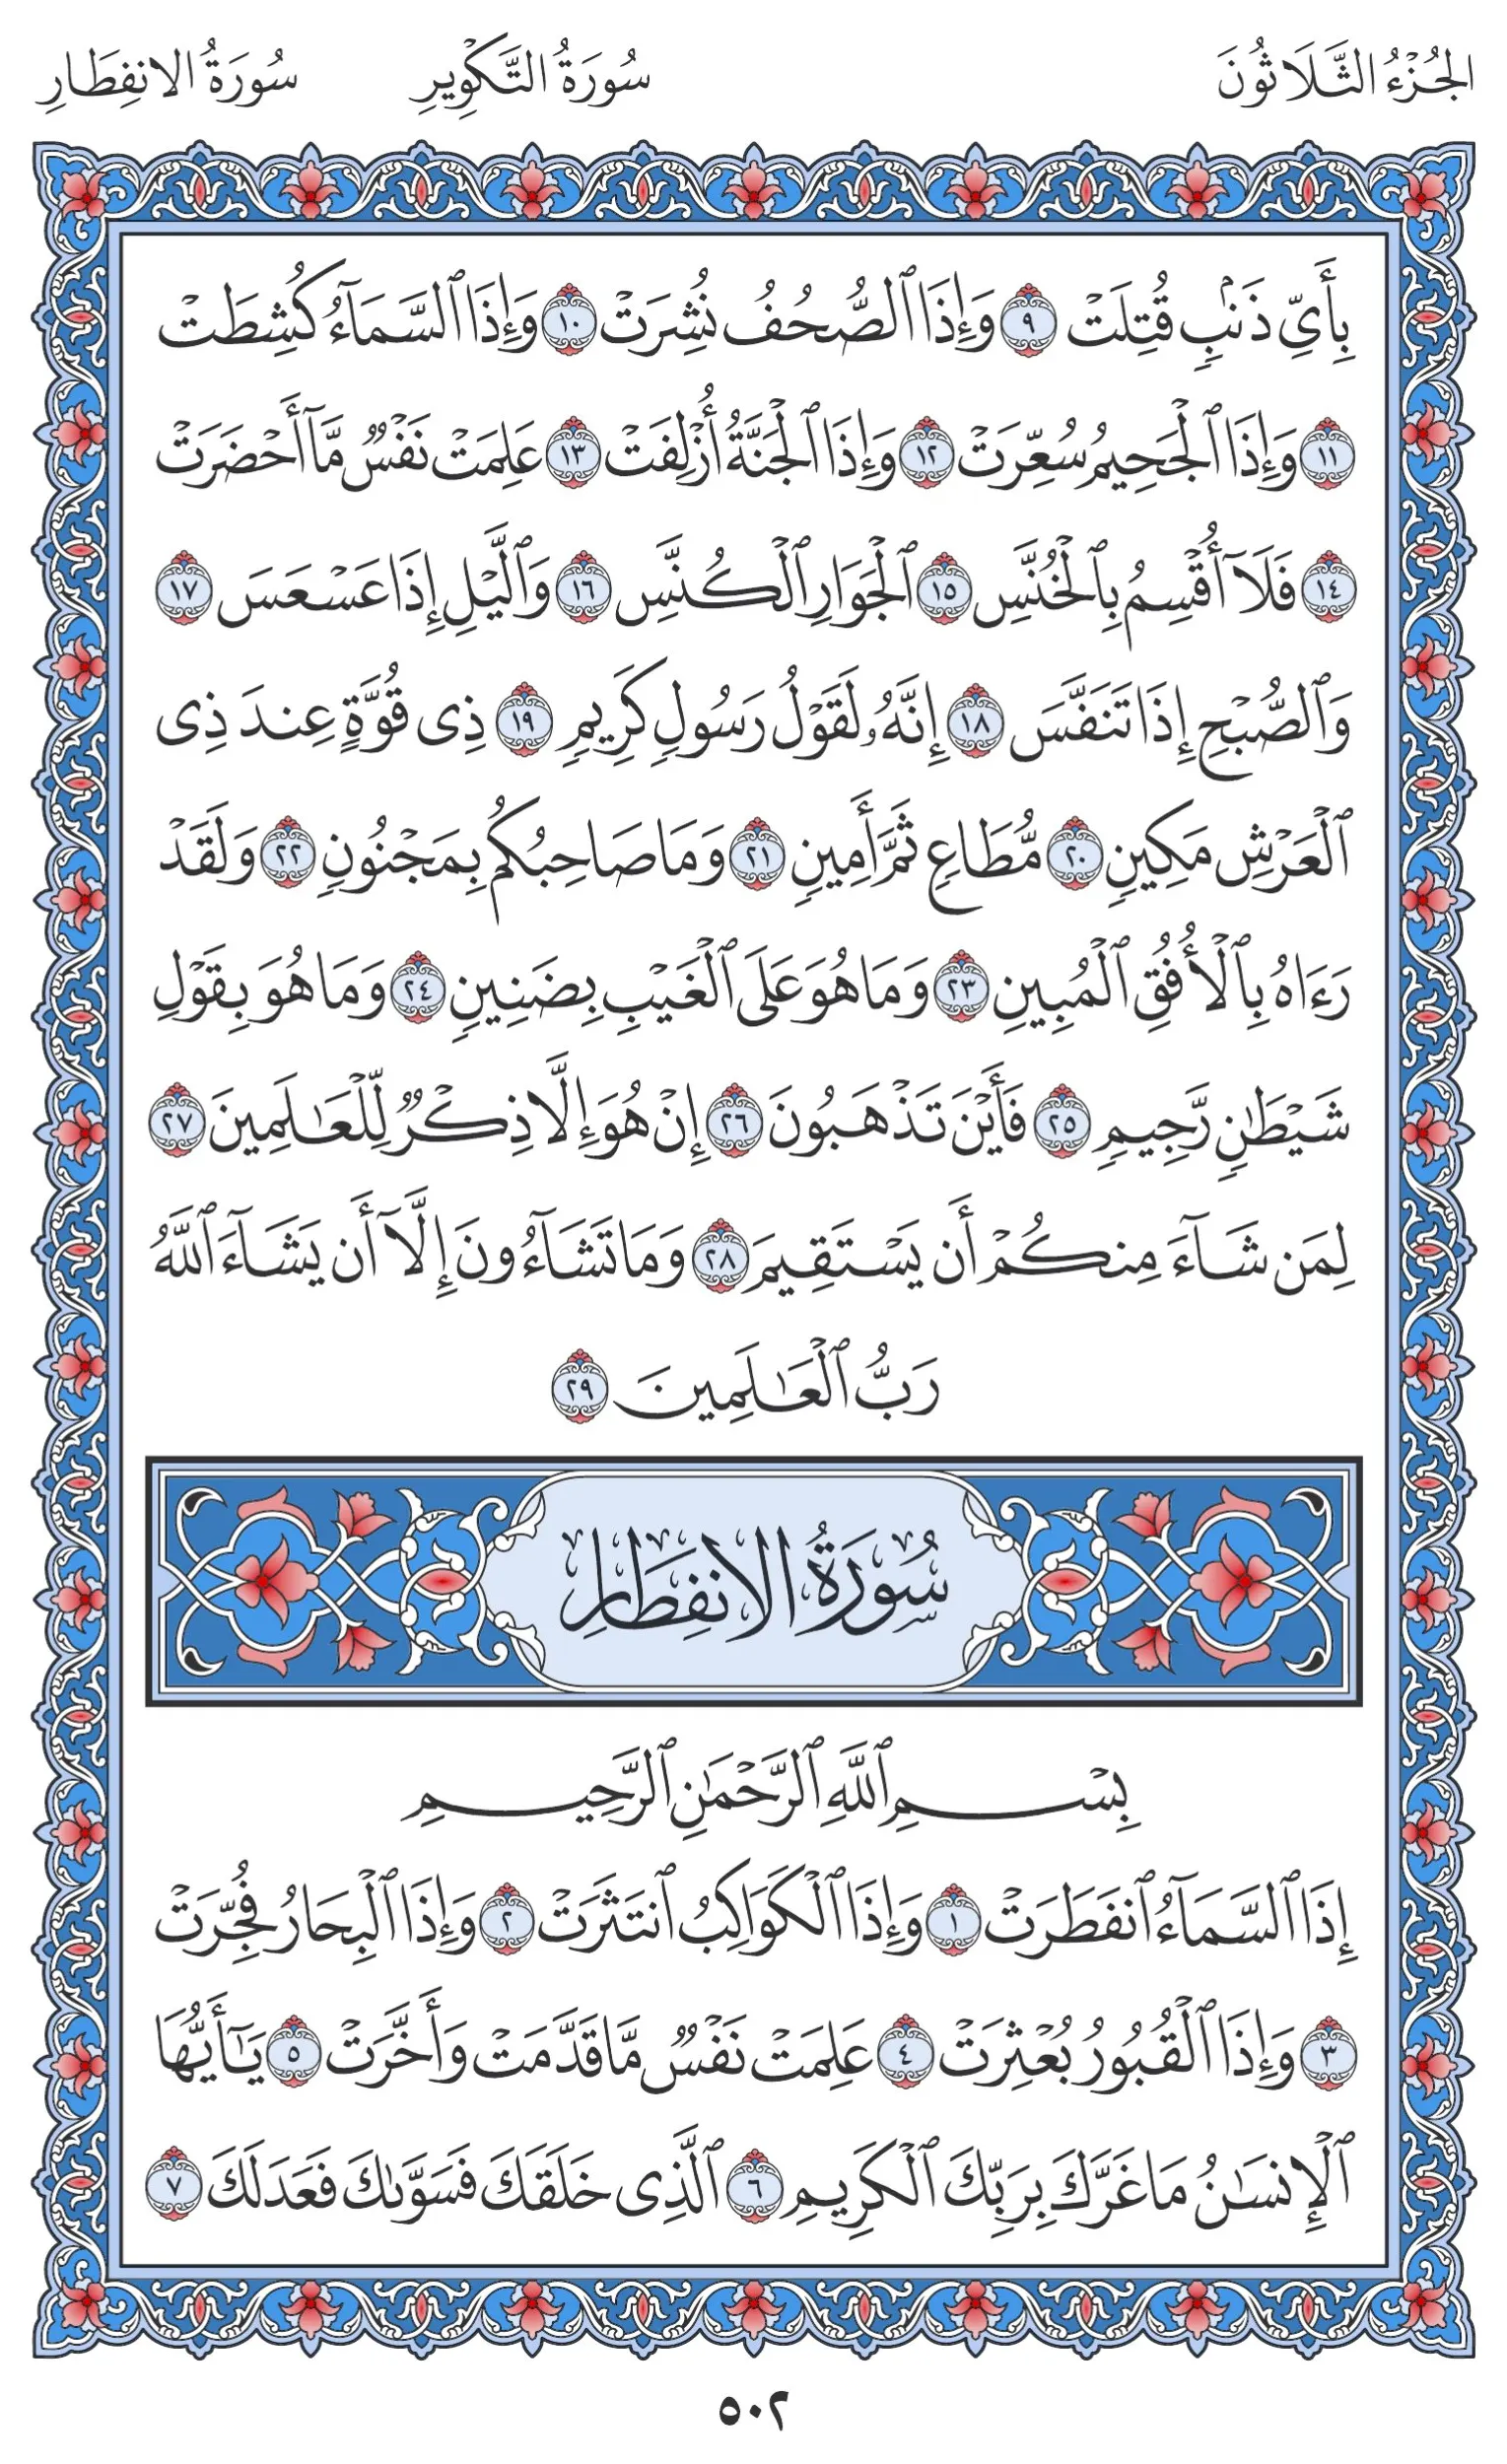 الجُزْءُ الثَّلَاثُونَ سُورَةُ التَّكْوِيرِ سُورَةُ الانفِطَارِ
بِأَيِّ ذَنۢبٍ قُتِلَتۡ ٩ وَإِذَا ٱلصُّحُفُ نُشِرَتۡ ١٠ وَإِذَا ٱلسَّمَآءُ كُشِطَتۡ
١١ وَإِذَا ٱلۡجَحِيمُ سُعِّرَتۡ ١٢ وَإِذَا ٱلۡجَنَّةُ أُزۡلِفَتۡ ١٣ عَلِمَتۡ نَفۡسٞ مَّآ أَحۡضَرَتۡ
١٤ فَلَآ أُقۡسِمُ بِٱلۡخُنَّسِ ١٥ ٱلۡجَوَارِ ٱلۡكُنَّسِ ١٦ وَٱلَّيۡلِ إِذَا عَسۡعَسَ ١٧
وَٱلصُّبۡحِ إِذَا تَنَفَّسَ ١٨ إِنَّهُۥ لَقَوۡلُ رَسُولٖ كَرِيمٖ ١٩ ذِي قُوَّةٍ عِندَ ذِي
ٱلۡعَرۡشِ مَكِينٖ ٢٠ مُّطَاعٖ ثَمَّ أَمِينٖ ٢١ وَمَا صَاحِبُكُم بِمَجۡنُونٖ ٢٢ وَلَقَدۡ
رَءَاهُ بِٱلۡأُفُقِ ٱلۡمُبِينِ ٢٣ وَمَا هُوَ عَلَى ٱلۡغَيۡبِ بِضَنِينٖ ٢٤ وَمَا هُوَ بِقَوۡلِ
شَيۡطَٰنٖ رَّجِيمٖ ٢٥ فَأَيۡنَ تَذۡهَبُونَ ٢٦ إِنۡ هُوَ إِلَّا ذِكۡرٞ لِّلۡعَٰلَمِينَ ٢٧
لِمَن شَآءَ مِنكُمۡ أَن يَسۡتَقِيمَ ٢٨ وَمَا تَشَآءُونَ إِلَّآ أَن يَشَآءَ ٱللَّهُ
رَبُّ ٱلۡعَٰلَمِينَ ٢٩
سُورَةُ الانفِطَارِ
بِسۡمِ ٱللَّهِ ٱلرَّحۡمَٰنِ ٱلرَّحِيمِ
إِذَا ٱلسَّمَآءُ ٱنفَطَرَتۡ ١ وَإِذَا ٱلۡكَوَاكِبُ ٱنتَثَرَتۡ ٢ وَإِذَا ٱلۡبِحَارُ فُجِّرَتۡ
٣ وَإِذَا ٱلۡقُبُورُ بُعۡثِرَتۡ ٤ عَلِمَتۡ نَفۡسٞ مَّا قَدَّمَتۡ وَأَخَّرَتۡ ٥ يَٰٓأَيُّهَا
ٱلۡإِنسَٰنُ مَا غَرَّكَ بِرَبِّكَ ٱلۡكَرِيمِ ٦ ٱلَّذِي خَلَقَكَ فَسَوَّىٰكَ فَعَدَلَكَ ٧
٥٠٢